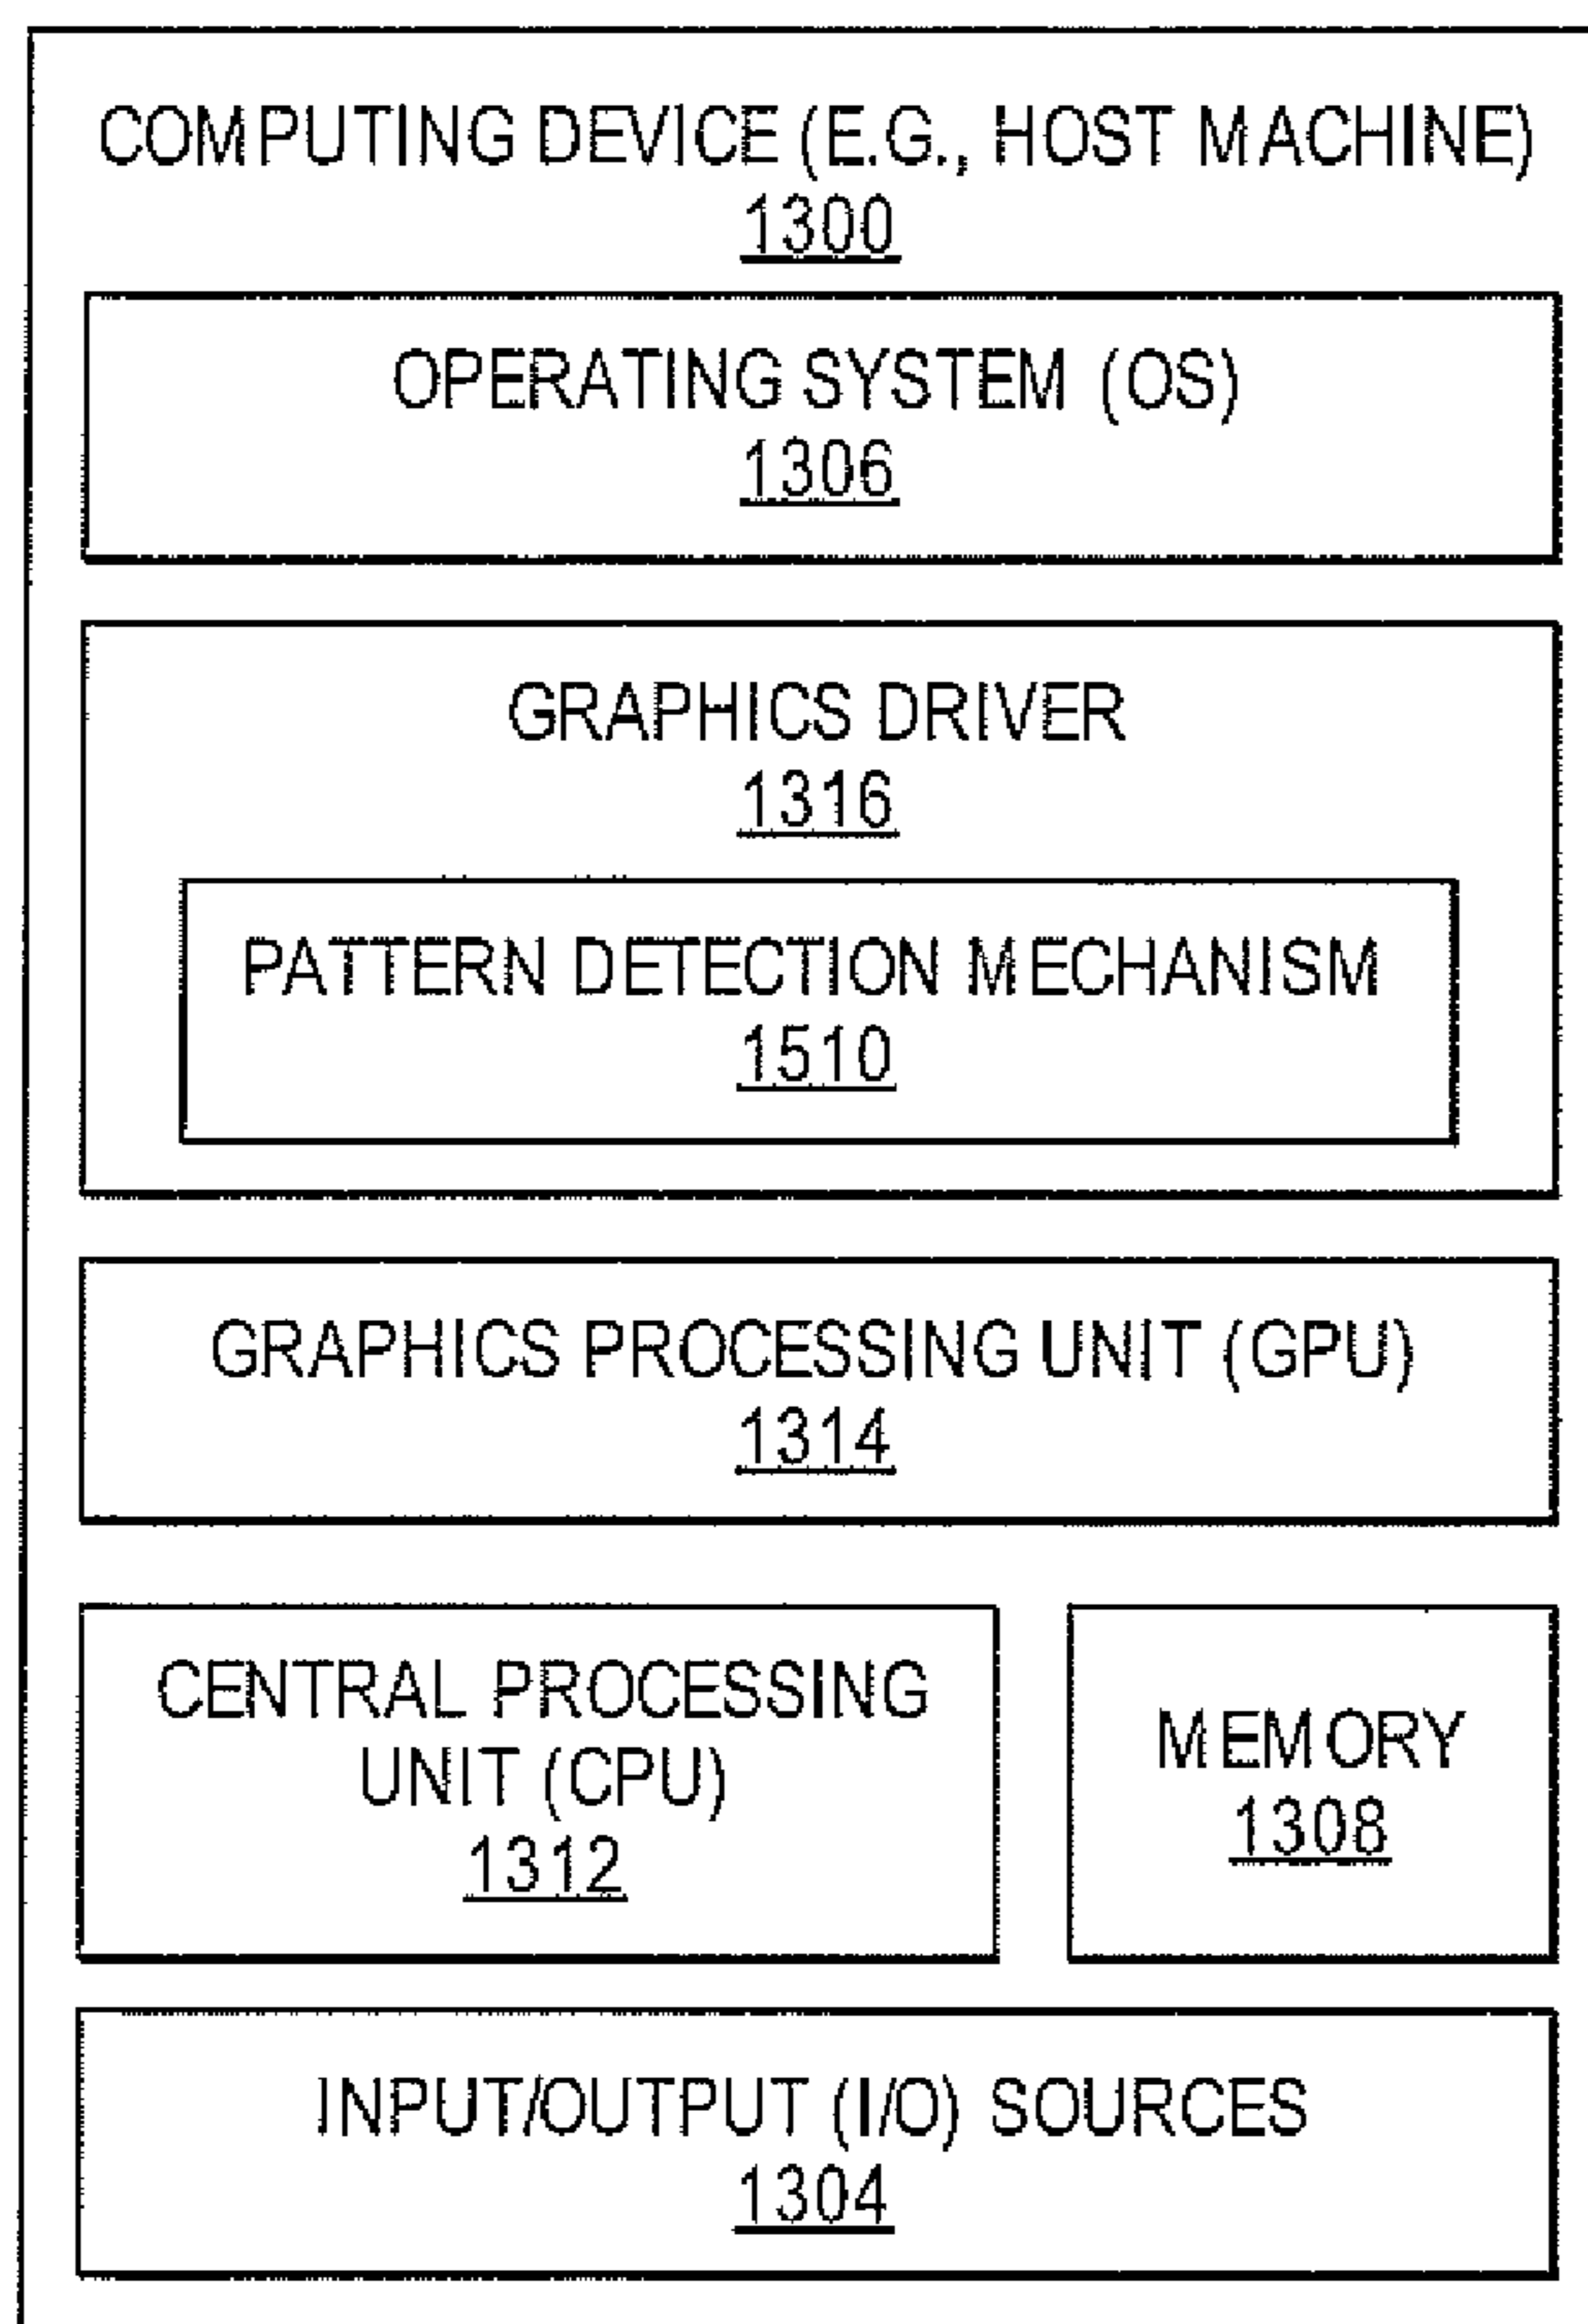 COMPUTING DEVICE (E.G., HOST MACHINE)
1300
OPERATING SYSTEM (OS)
1306
GRAPHICS DRIVER
1316
PATTERN DETECTION MECHANISM
1510
GRAPHICS PROCESSING UNIT (GPU)
1314
CENTRAL PROCESSING
UNIT (CPU)
1312
MEMORY
1308
INPUT/OUTPUT (I/O) SOURCES
1304